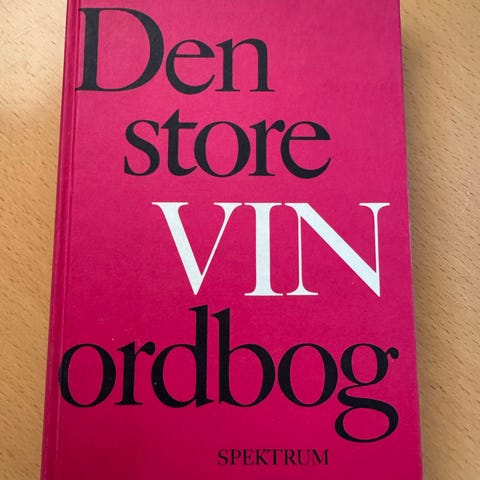 Den
store
VIN
ordbog
SPEKTRUM